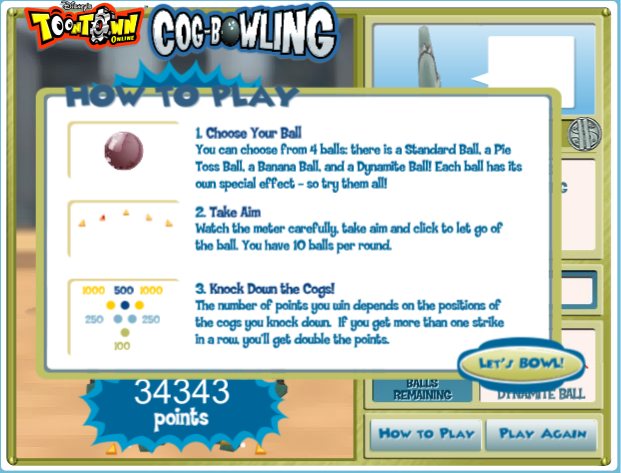 Disney's
TOONTOWN
ONLINE
COG-BOWLING
HOW TO PLAY
1. Choose Your Ball
You can choose from 4 balls: there is a Standard Ball, a Pie
Toss Ball, a Banana Ball, and a Dynamite Ball! Each ball has its
own special effect - so try them all!
2. Take Aim
Watch the meter carefully, take aim and click to let go of
the ball. You have 10 balls per round.
1000 500 1000
250 250
100
3. Knock Down the Cogs!
The number of points you win depends on the positions of
the cogs you knock down. If you get more than one strike
in a row, you'll get double the points.
LET'S BOWL!
34343
points
BALLS
REMAINING
DYNAMITE BALL
HOW TO PLAY
PLAY AGAIN